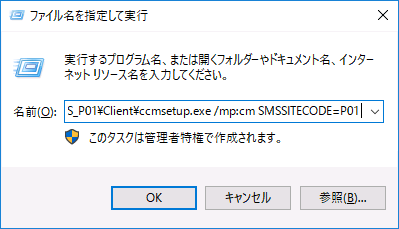 ファイル名を指定して実行
実行するプログラム名、または開くフォルダーやドキュメント名、インター
ネット リソース名を入力してください。
名前(O): S_P01¥Client¥ccmsetup.exe /mp:cm SMSSITECODE=P01
このタスクは管理者特権で作成されます。
OK キャンセル 参照(B)...